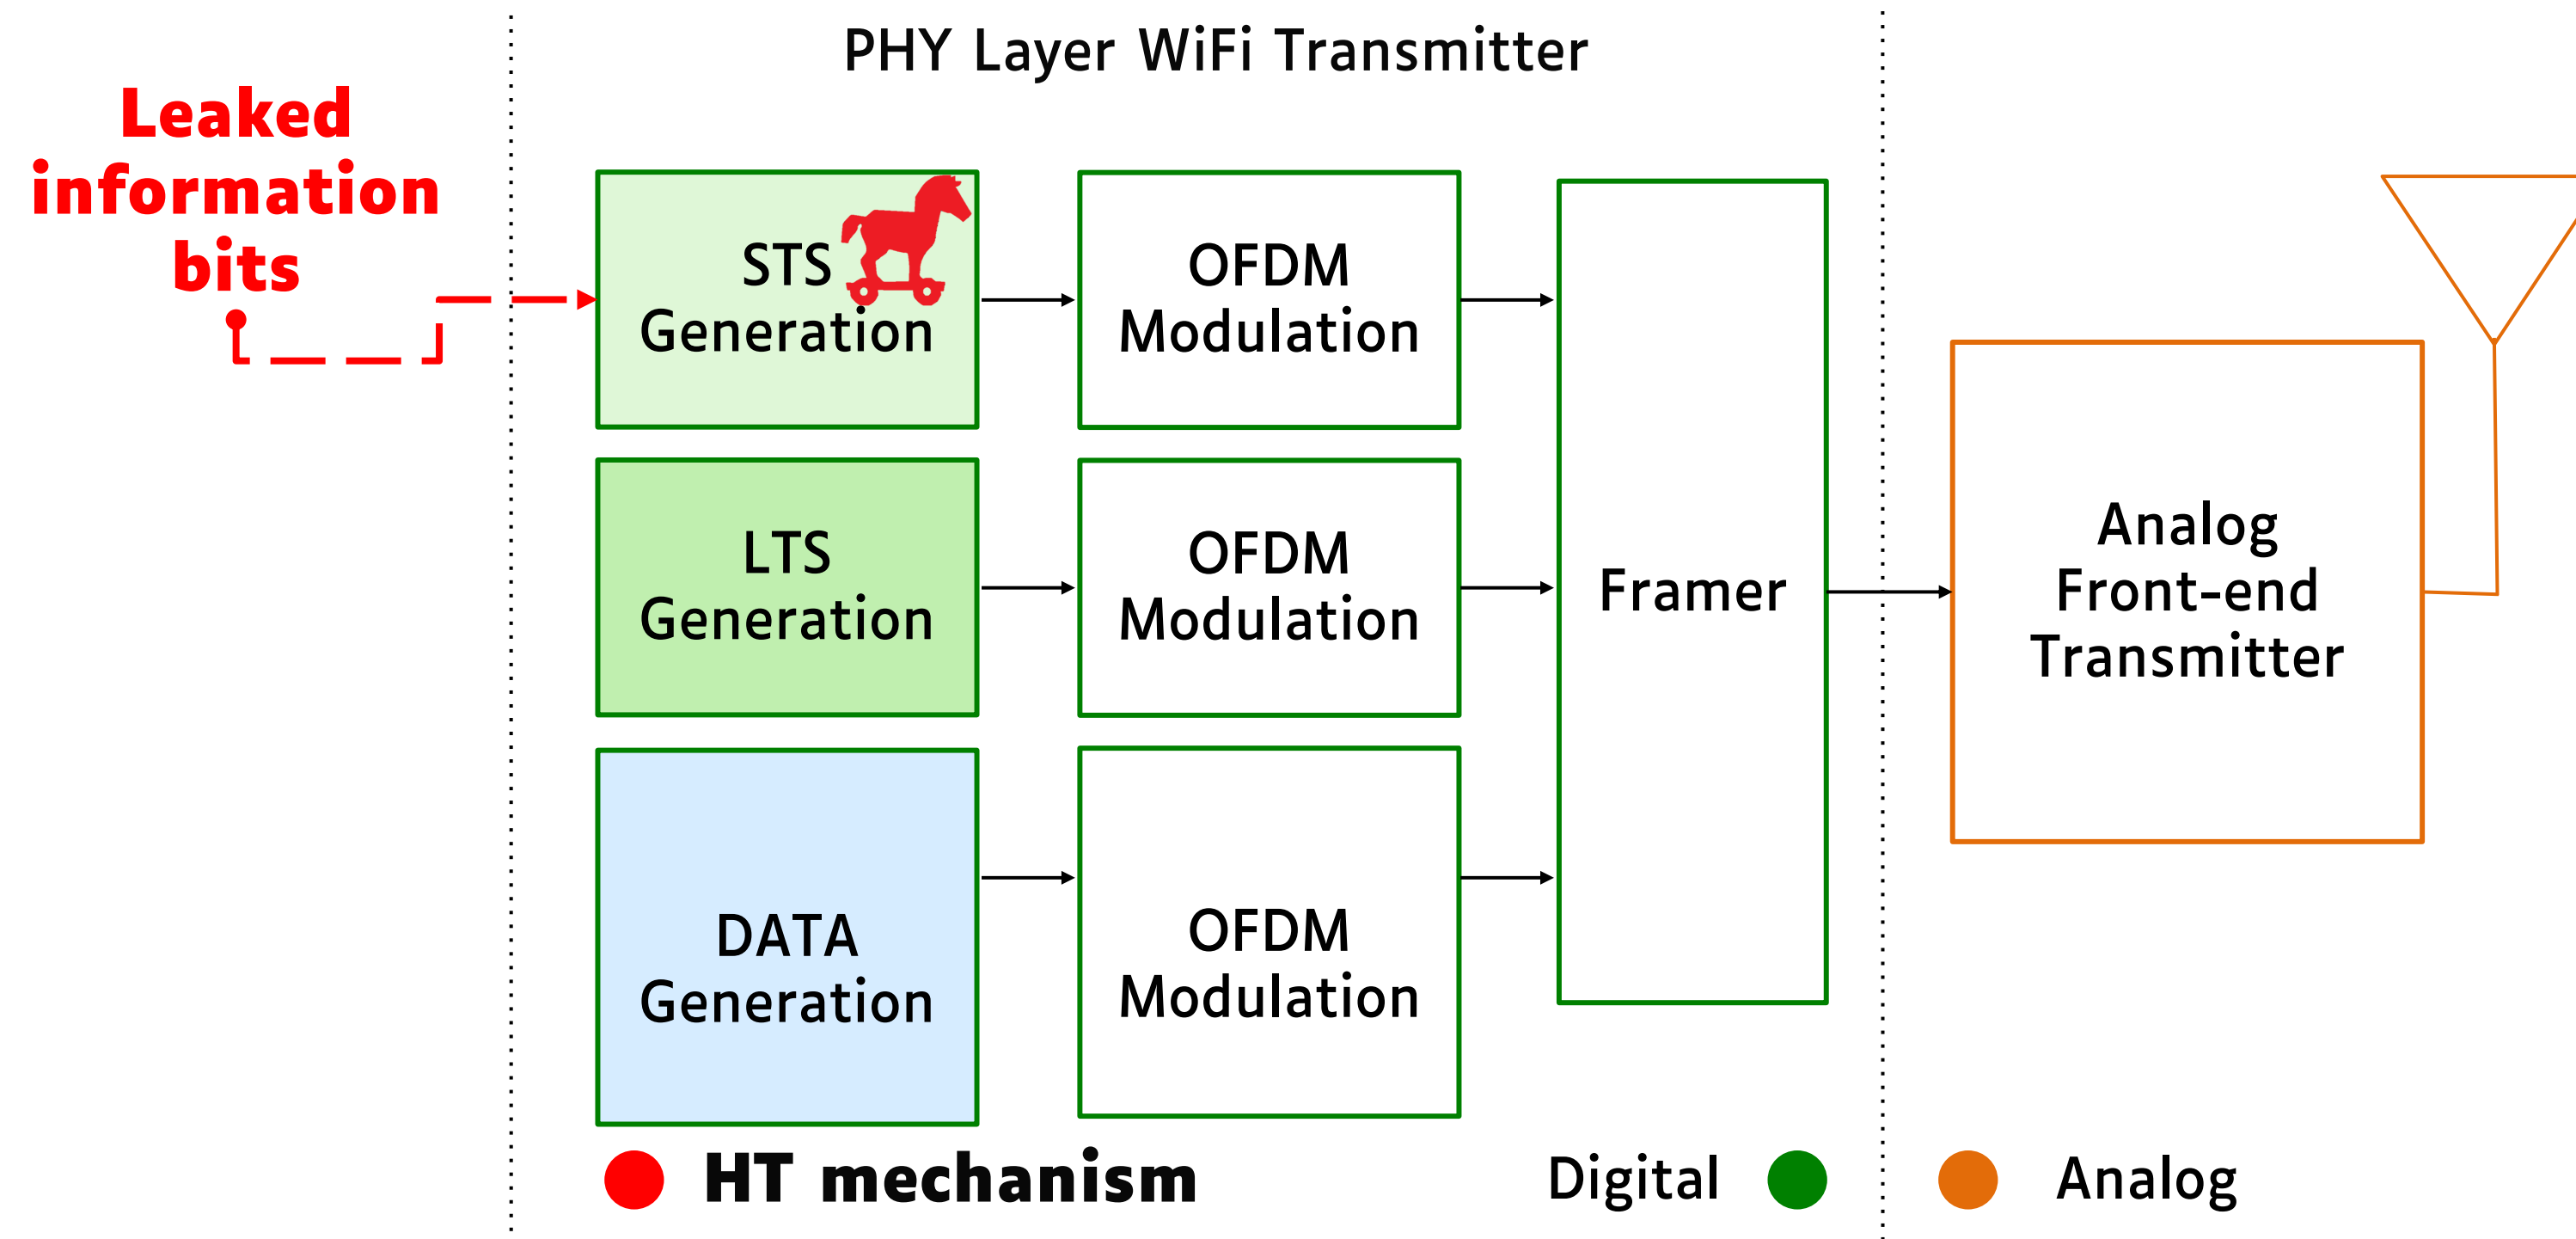 PHY Layer WiFi Transmitter
Leaked
information
bits
STS
Generation
OFDM
Modulation
LTS
Generation
OFDM
Modulation
DATA
Generation
OFDM
Modulation
Framer
Analog
Front-end
Transmitter
HT mechanism
Digital
Analog